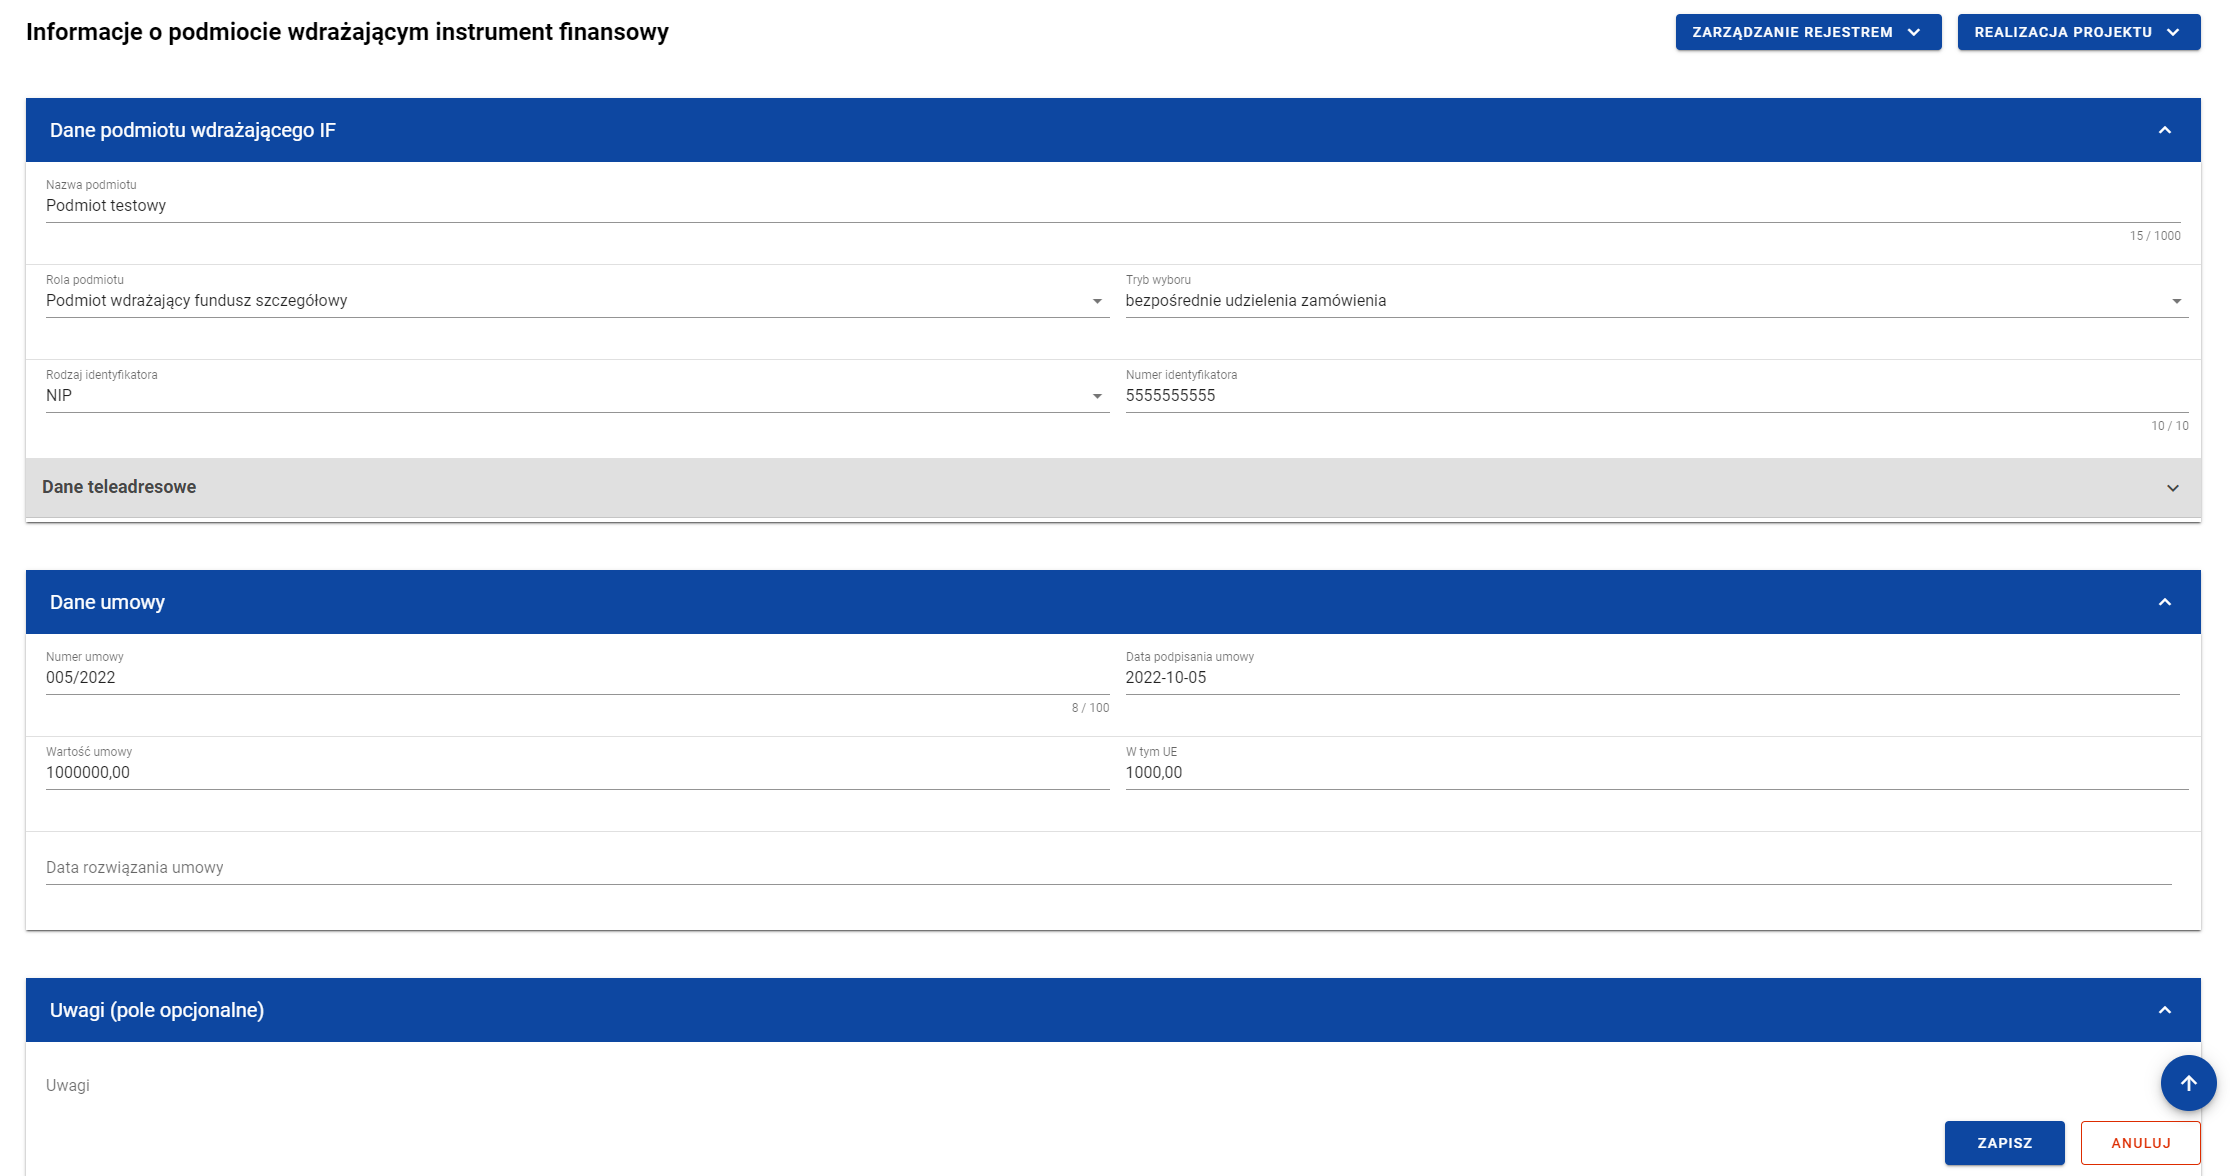 Informacje o podmiocie wdrażającym instrument finansowy
ZARZĄDZANIE REJESTREM
REALIZACJA PROJEKTU
Dane podmiotu wdrażającego IF
Nazwa podmiotu
Podmiot testowy
15 / 1000
Rola podmiotu
Podmiot wdrażający fundusz szczegółowy
Tryb wyboru
bezpośrednie udzielenia zamówienia
Rodzaj identyfikatora
NIP
Numer identyfikatora
5555555555
10 / 10
Dane teleadresowe
Dane umowy
Numer umowy
005/2022
8 / 100
Data podpisania umowy
2022-10-05
Wartość umowy
1000000,00
W tym UE
1000,00
Data rozwiązania umowy
Uwagi (pole opcjonalne)
Uwagi
ZAPISZ
ANULUJ